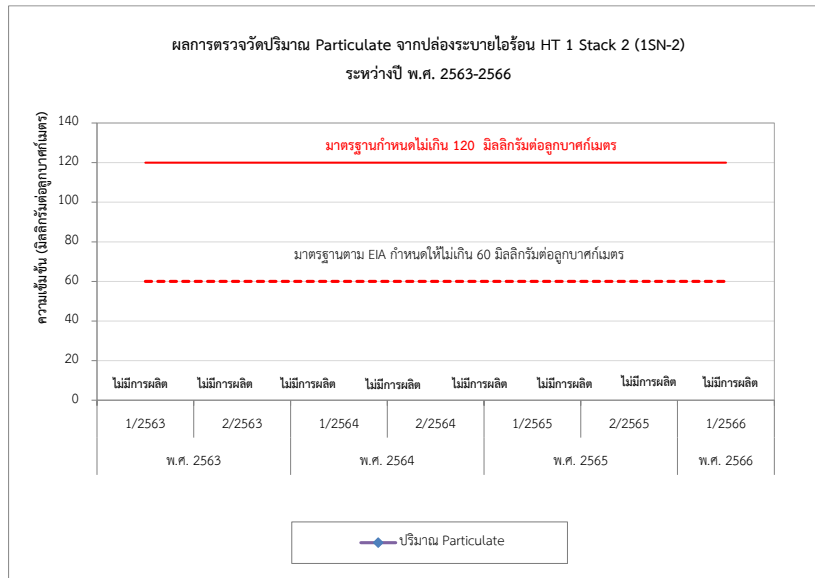 ผลการตรวจวัดปริมาณ Particulate จากปล่องระบายไอร้อน HT 1 Stack 2 (1SN-2)
ระหว่างปี พ.ศ. 2563-2566
ความเข้มข้น (มิลลิกรัมต่อลูกบาศก์เมตร)
140
มาตรฐานกำหนดไม่เกิน 120 มิลลิกรัมต่อลูกบาศก์เมตร
120
100
80
มาตรฐานตาม EIA กำหนดให้ไม่เกิน 60 มิลลิกรัมต่อลูกบาศก์เมตร
60
40
20
ไม่มีการผลิต ไม่มีการผลิต ไม่มีการผลิต ไม่มีการผลิต ไม่มีการผลิต ไม่มีการผลิต ไม่มีการผลิต ไม่มีการผลิต
0
1/2563 2/2563 1/2564 2/2564 1/2565 2/2565 1/2566
พ.ศ. 2563 พ.ศ. 2564 พ.ศ. 2565 พ.ศ. 2566
ปริมาณ Particulate